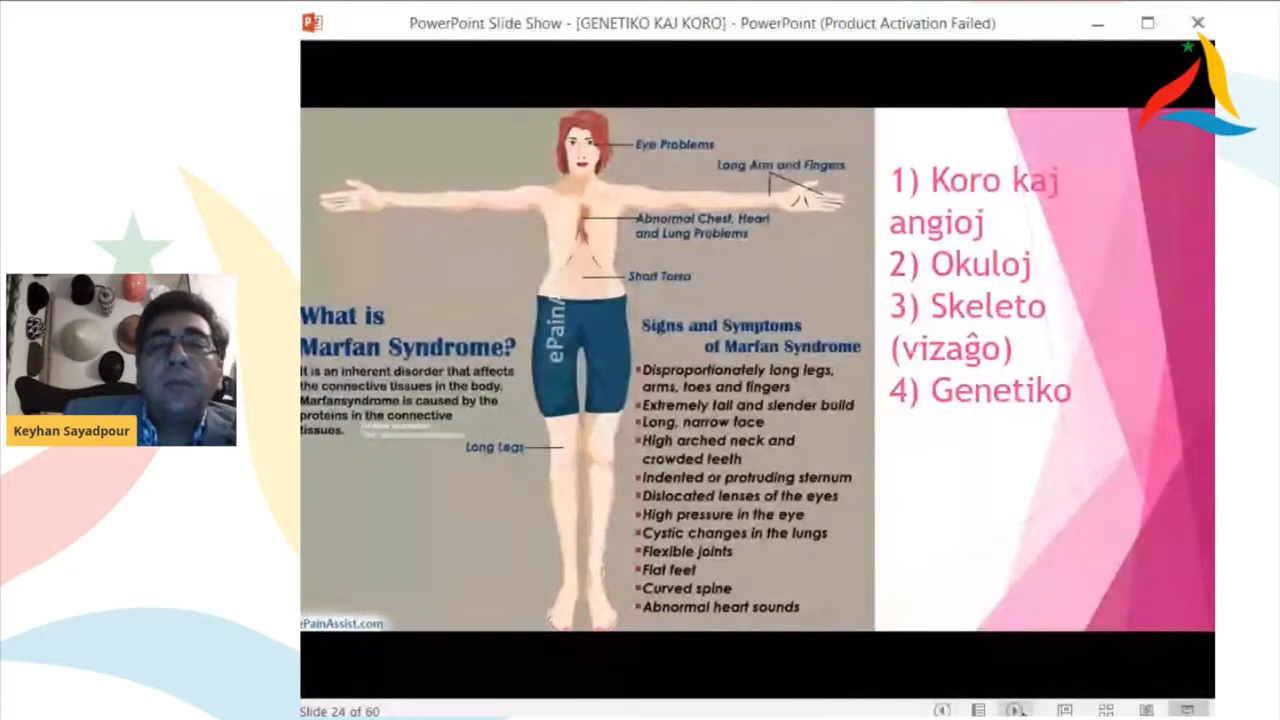 PowerPoint Slide Show - [GENETIKO KAJ KORO] - PowerPoint (Product Activation Failed)
Eye Problems
Long Arm and Fingers
Abnormal Chest, Heart
and Lung Problems
Short Torso
What is
Marfan Syndrome?
It is an inherent disorder that affects
the connective tissues in the body.
Marfansyndrome is caused by the
proteins in the connective
tissues.
ePainA
Long Legs
Signs and Symptoms
of Marfan Syndrome
Disproportionately long legs,
arms, toes and fingers
Extremely tall and slender build
Long, narrow face
High arched neck and
crowded teeth
Indented or protruding sternum
Dislocated lenses of the eyes
High pressure in the eye
Cystic changes in the lungs
Flexible joints
Flat feet
Curved spine
Abnormal heart sounds
ePainAssist.com
1) Koro kaj
angioj
2) Okuloj
3) Skeleto
(vizaĝo)
4) Genetiko
Keyhan Sayadpour
Slide 24 of 60